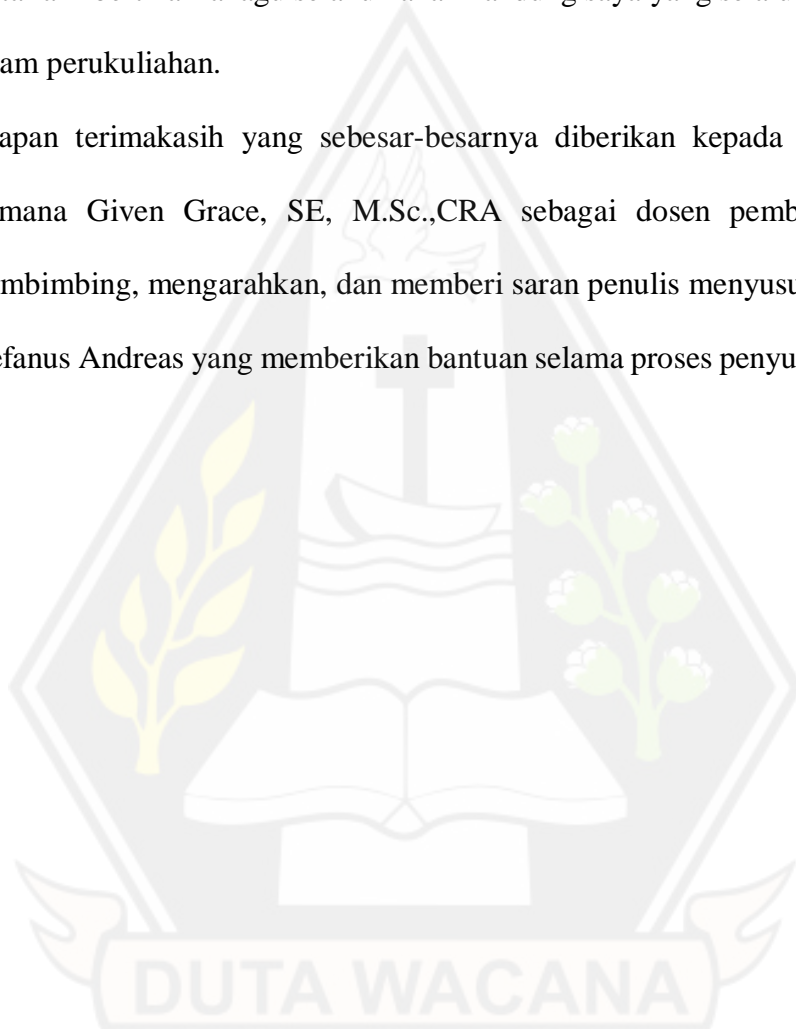 am perukuliahan.
apan terimakasih yang sebesar-besarnya diberikan kepada
mana Given Grace, SE, M.Sc.,CRA sebagai dosen pemb
mbimbing, mengarahkan, dan memberi saran penulis menyusu
efanus Andreas yang memberikan bantuan selama proses penyu
DUTA WACANA